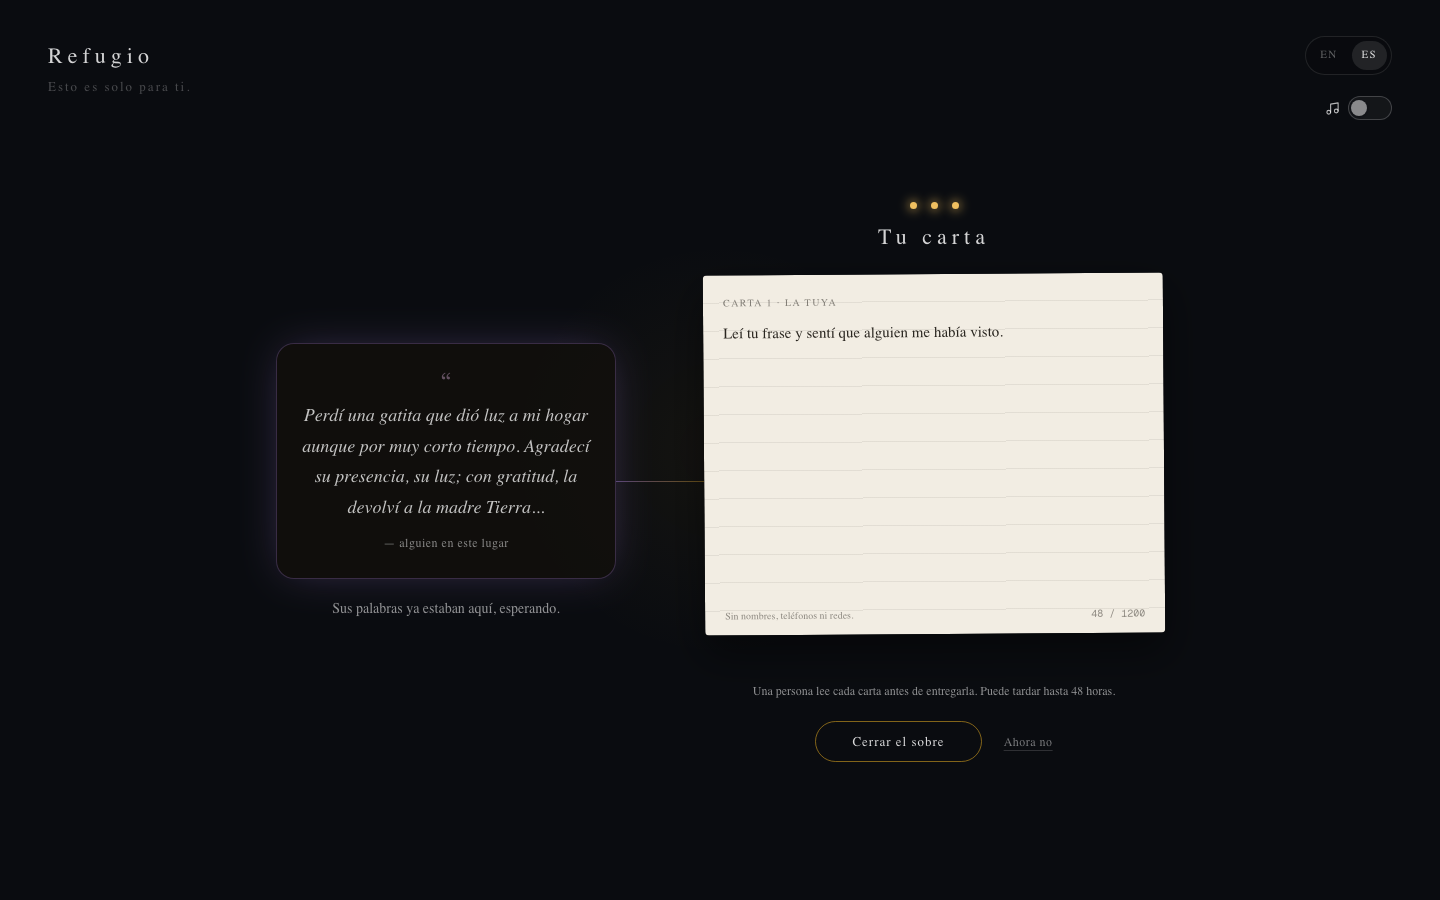 Refugio
Esto es solo para ti.
EN ES
Tu carta
CARTA 1 · LA TUYA
Leí tu frase y sentí que alguien me había visto.
“
Perdí una gatita que dió luz a mi hogar
aunque por muy corto tiempo. Agradecí
su presencia, su luz; con gratitud, la
devolví a la madre Tierra...
— alguien en este lugar
Sus palabras ya estaban aquí, esperando.
Sin nombres, teléfonos ni redes.
48 / 1200
Una persona lee cada carta antes de entregarla. Puede tardar hasta 48 horas.
Cerrar el sobre
Ahora no